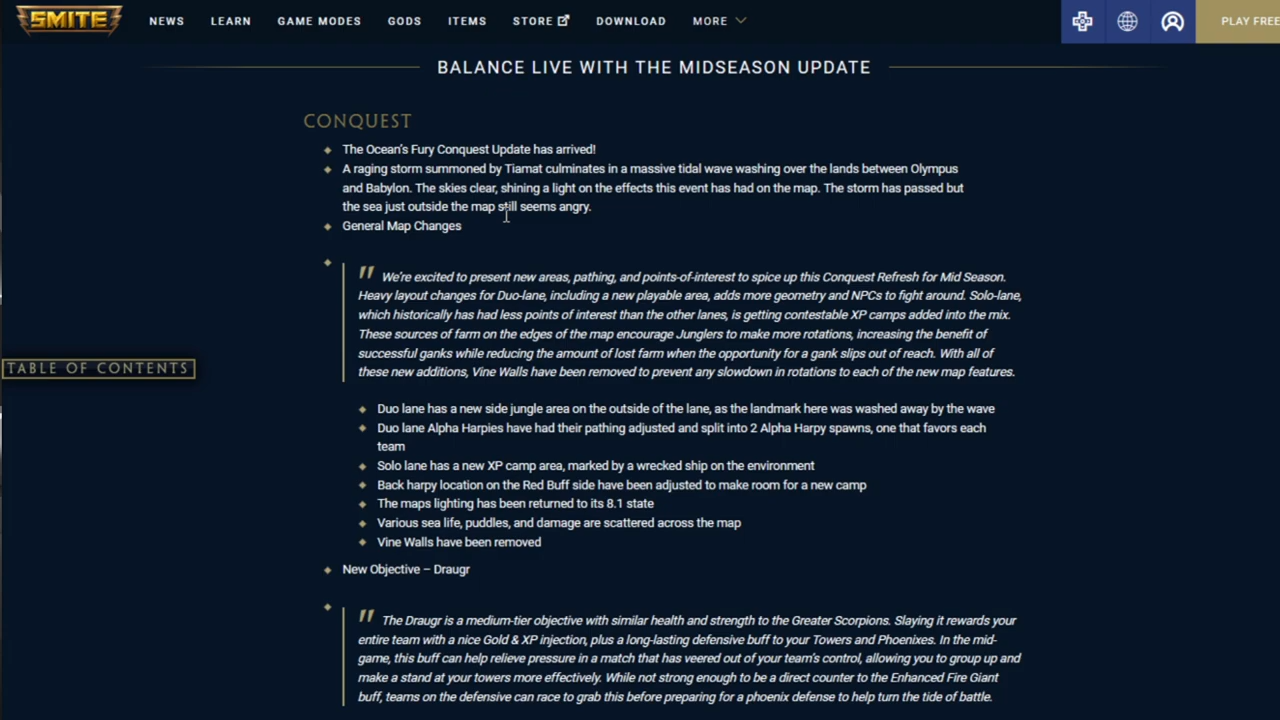 SMITE NEWS LEARN GAME MODES GODS ITEMS STORE DOWNLOAD MORE PLAY FREE
BALANCE LIVE WITH THE MIDSEASON UPDATE
CONQUEST
The Ocean's Fury Conquest Update has arrived!
A raging storm summoned by Tiamat culminates in a massive tidal wave washing over the lands between Olympus
and Babylon. The skies clear, shining a light on the effects this event has had on the map. The storm has passed but
the sea just outside the map still seems angry.
General Map Changes
" We're excited to present new areas, pathing, and points-of-interest to spice up this Conquest Refresh for Mid Season.
Heavy layout changes for Duo-lane, including a new playable area, adds more geometry and NPCs to fight around. Solo-lane,
which historically has had less points of interest than the other lanes, is getting contestable XP camps added into the mix.
These sources of farm on the edges of the map encourage Junglers to make more rotations, increasing the benefit of
successful ganks while reducing the amount of lost farm when the opportunity for a gank slips out of reach. With all of
these new additions, Vine Walls have been removed to prevent any slowdown in rotations to each of the new map features.
TABLE OF CONTENTS
Duo lane has a new side jungle area on the outside of the lane, as the landmark here was washed away by the wave
Duo lane Alpha Harpies have had their pathing adjusted and split into 2 Alpha Harpy spawns, one that favors each
team
Solo lane has a new XP camp area, marked by a wrecked ship on the environment
Back harpy location on the Red Buff side have been adjusted to make room for a new camp
The maps lighting has been returned to its 8.1 state
Various sea life, puddles, and damage are scattered across the map
Vine Walls have been removed
New Objective – Draugr
" The Draugr is a medium-tier objective with similar health and strength to the Greater Scorpions. Slaying it rewards your
entire team with a nice Gold & XP injection, plus a long-lasting defensive buff to your Towers and Phoenixes. In the mid-
game, this buff can help relieve pressure in a match that has veered out of your team's control, allowing you to group up and
make a stand at your towers more effectively. While not strong enough to be a direct counter to the Enhanced Fire Giant
buff, teams on the defensive can race to grab this before preparing for a phoenix defense to help turn the tide of battle.